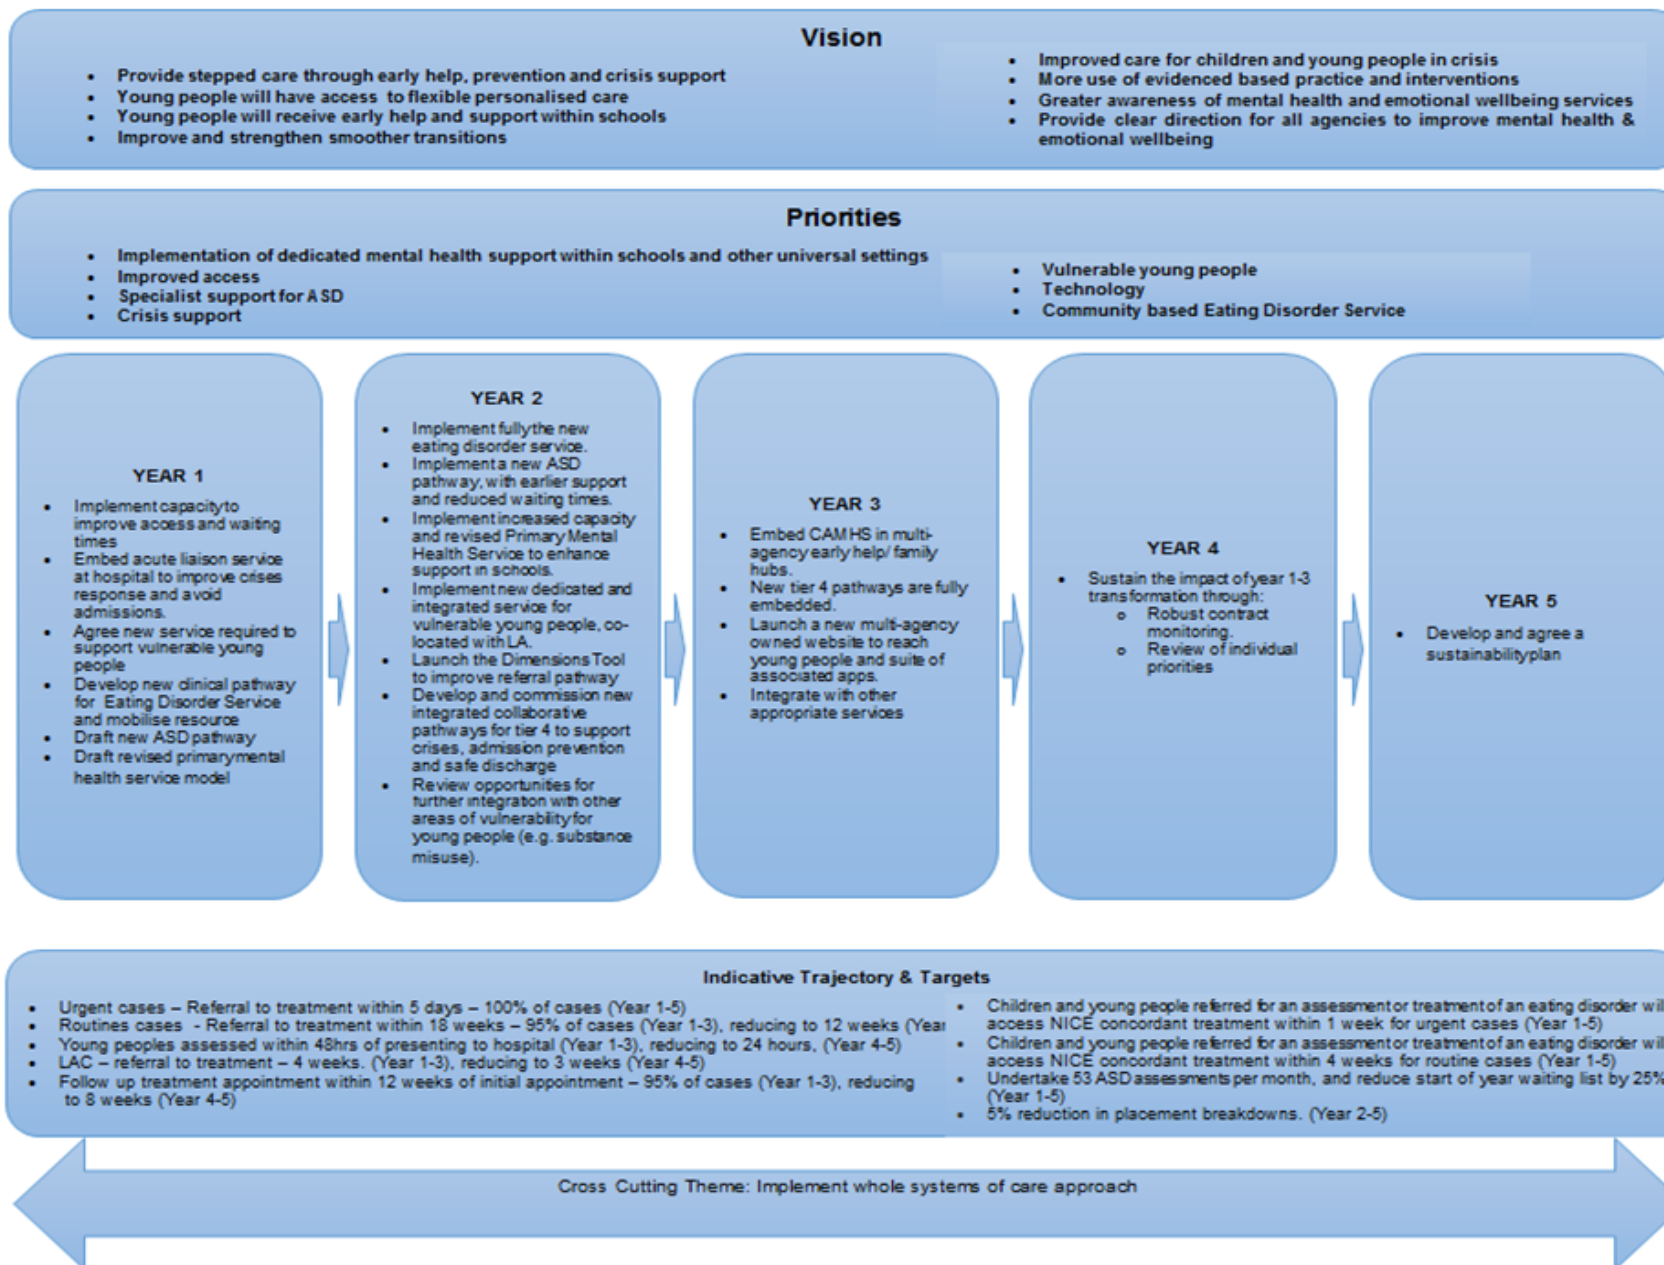 Vision
• Provide stepped care through early help, prevention and crisis support
• Young people will have access to flexible personalised care
• Young people will receive early help and support within schools
• Improve and strengthen smoother transitions
• Improved care for children and young people in crisis
• More use of evidenced based practice and interventions
• Greater awareness of mental health and emotional wellbeing services
• Provide clear direction for all agencies to improve mental health &
emotional wellbeing
Priorities
• Implementation of dedicated mental health support within schools and other universal settings
• Improved access
• Specialist support for ASD
• Crisis support
• Vulnerable young people
• Technology
• Community based Eating Disorder Service
YEAR 1
• Implement capacity to
improve access and waiting
times
• Embed acute liaison service
at hospital to improve crises
response and avoid
admissions.
• Agree new service required to
support vulnerable young
people
• Develop new clinical pathway
for Eating Disorder Service
and mobilise resource
• Draft new ASD pathway
• Draft revised primary mental
health service model
YEAR 2
• Implement fully the new
eating disorder service.
• Implement a new ASD
pathway, with earlier support
and reduced waiting times.
• Implement increased capacity
and revised Primary Mental
Health Service to enhance
support in schools.
• Implement new dedicated and
integrated service for
vulnerable young people, co-
located with LA.
• Launch the Dimensions Tool
to improve referral pathway
• Develop and commission new
integrated collaborative
pathways for tier 4 to support
crises, admission prevention
and safe discharge
• Review opportunities for
further integration with other
areas of vulnerability for
young people (e.g. substance
misuse).
YEAR 3
• Embed CAMHS in multi-
agency early help/ family
hubs.
• New tier 4 pathways are fully
embedded.
• Launch a new multi-agency
owned website to reach
young people and suite of
associated apps.
• Integrate with other
appropriate services
YEAR 4
• Sustain the impact of year 1-3
transformation through:
o Robust contract
monitoring.
o Review of individual
priorities
YEAR 5
• Develop and agree a
sustainability plan
Indicative Trajectory & Targets
• Urgent cases – Referral to treatment within 5 days – 100% of cases (Year 1-5)
• Routines cases - Referral to treatment within 18 weeks – 95% of cases (Year 1-3), reducing to 12 weeks (Year
• Young peoples assessed within 48hrs of presenting to hospital (Year 1-3), reducing to 24 hours, (Year 4-5)
• LAC – referral to treatment – 4 weeks. (Year 1-3), reducing to 3 weeks (Year 4-5)
• Follow up treatment appointment within 12 weeks of initial appointment – 95% of cases (Year 1-3), reducing
to 8 weeks (Year 4-5)
• Children and young people referred for an assessment or treatment of an eating disorder will
access NICE concordant treatment within 1 week for urgent cases (Year 1-5)
• Children and young people referred for an assessment or treatment of an eating disorder will
access NICE concordant treatment within 4 weeks for routine cases (Year 1-5)
• Undertake 53 ASD assessments per month, and reduce start of year waiting list by 25%
(Year 1-5)
• 5% reduction in placement breakdowns. (Year 2-5)
Cross Cutting Theme: Implement whole systems of care approach